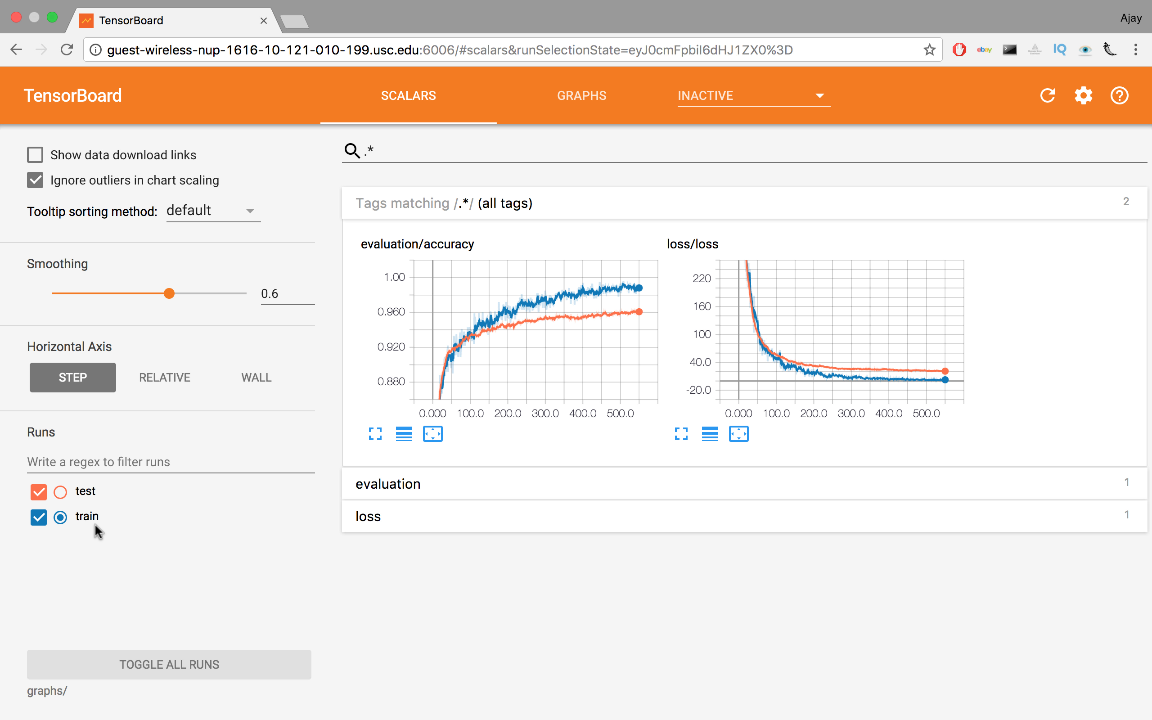 TensorBoard
Ajay
guest-wireless-nup-1616-10-121-010-199.usc.edu:6006/#scalars&runSelectionState=eyJ0cmFpbiI6dHJ1ZX0%3D
ebay
IQ
TensorBoard
SCALARS
GRAPHS
INACTIVE
Show data download links
Ignore outliers in chart scaling
Tooltip sorting method: default
Smoothing
0.6
Horizontal Axis
STEP
RELATIVE
WALL
Runs
Write a regex to filter runs
test
train
TOGGLE ALL RUNS
graphs/
.*
Tags matching /.*/ (all tags)
2
evaluation/accuracy
1.00
0.960
0.920
0.880
0.000 100.0 200.0 300.0 400.0 500.0
loss/loss
220
160
100
40.0
-20.0
0.000 100.0 200.0 300.0 400.0 500.0
evaluation
1
loss
1